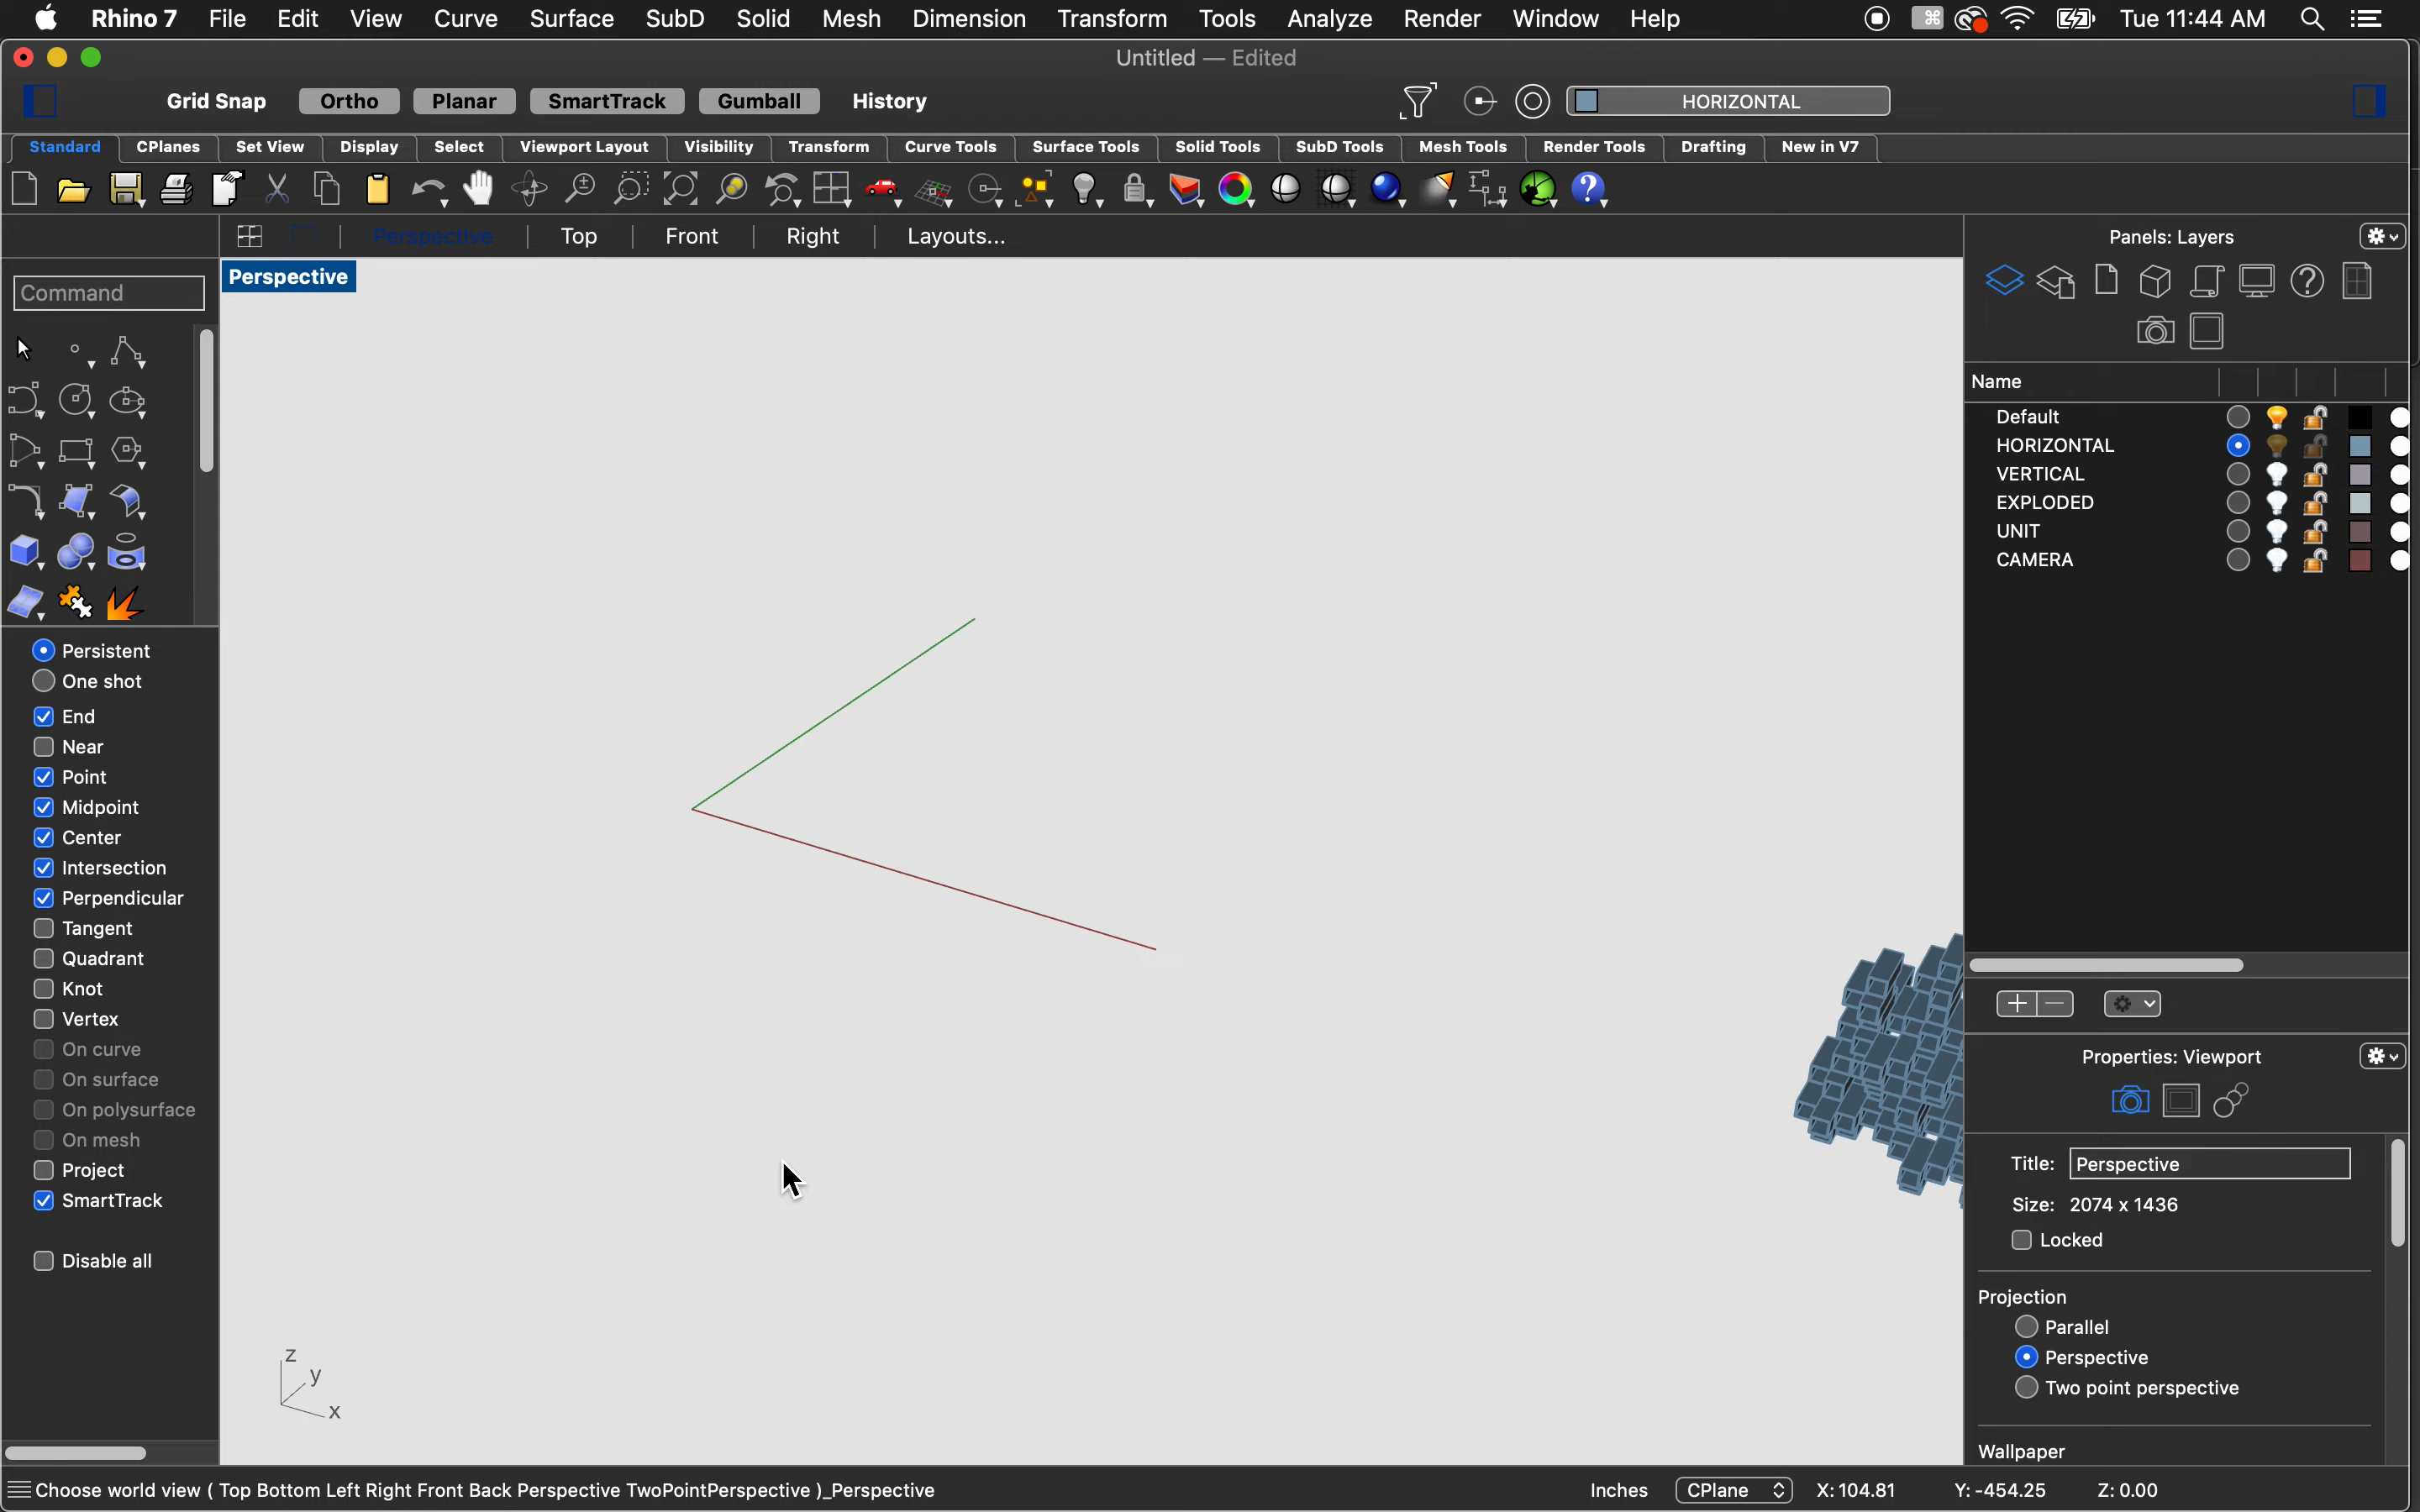 Rhino 7 File Edit View Curve Surface SubD Solid Mesh Dimension Transform Tools Analyze Render Window Help Tue 11:44 AM
Untitled — Edited
Grid Snap Ortho Planar SmartTrack Gumball History HORIZONTAL
Standard CPlanes Set View Display Select Viewport Layout Visibility Transform Curve Tools Surface Tools Solid Tools SubD Tools Mesh Tools Render Tools Drafting New in V7
Perspective Top Front Right Layouts...
Perspective
Command
Persistent
One shot
End
Near
Point
Midpoint
Center
Intersection
Perpendicular
Tangent
Quadrant
Knot
Vertex
On curve
On surface
On polysurface
On mesh
Project
SmartTrack
Disable all
z
y
x
Panels: Layers
Name
Default
HORIZONTAL
VERTICAL
EXPLODED
UNIT
CAMERA
Properties: Viewport
Title: Perspective
Size: 2074 x 1436
Locked
Projection
Parallel
Perspective
Two point perspective
Wallpaper
Choose world view ( Top Bottom Left Right Front Back Perspective TwoPointPerspective )_Perspective
Inches CPlane X: 104.81 Y: -454.25 Z: 0.00